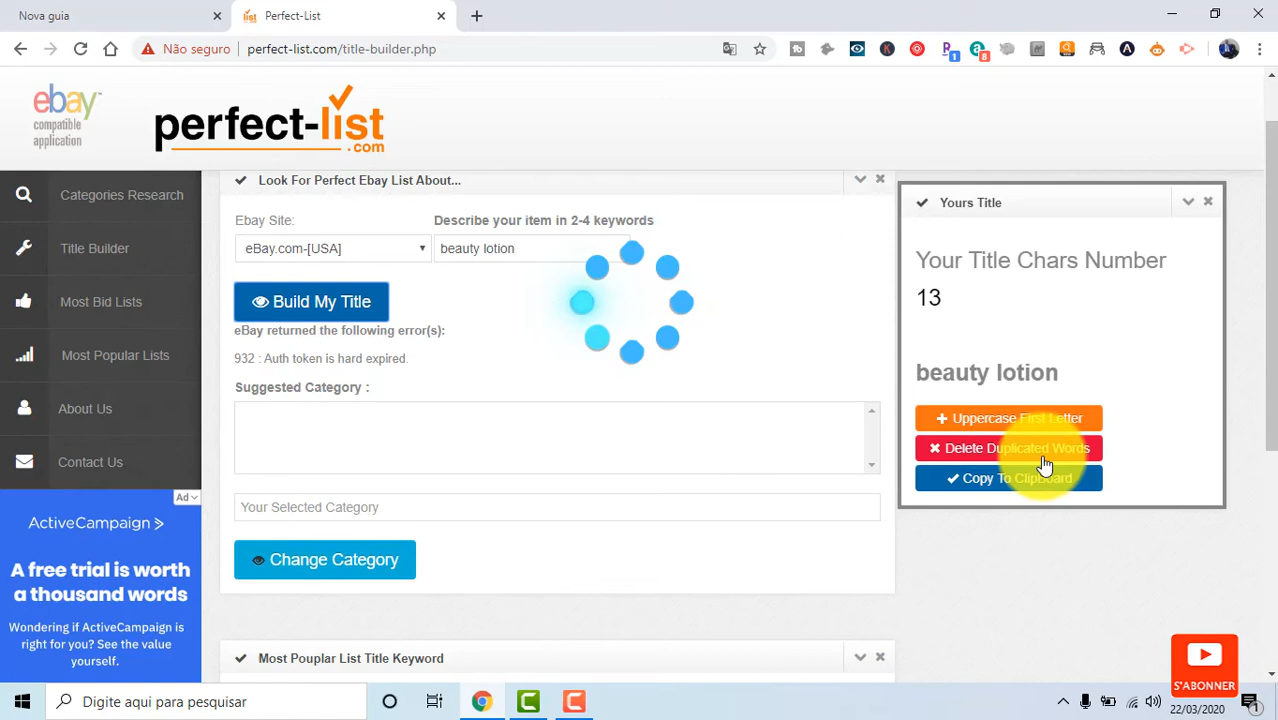 Nova guia
list
Perfect-List
Não seguro
perfect-list.com/title-builder.php
1
8
ebay
compatible
application
perfect-list
.com
Categories Research
Title Builder
Most Bid Lists
Most Popular Lists
About Us
Contact Us
Look For Perfect Ebay List About...
Ebay Site:
Describe your item in 2-4 keywords
eBay.com-[USA]
beauty lotion
Build My Title
eBay returned the following error(s):
932 : Auth token is hard expired.
Suggested Category :
Your Selected Category
Change Category
Most Pouplar List Title Keyword
Yours Title
Your Title Chars Number
13
beauty lotion
Uppercase First Letter
Delete Duplicated Words
Copy To ClipBoard
Ad
ActiveCampaign >
A free trial is worth
a thousand words
Wondering if ActiveCampaign is
right for you? See the value
yourself.
S'ABONNER
Digite aqui para pesquisar
22/03/2020
1